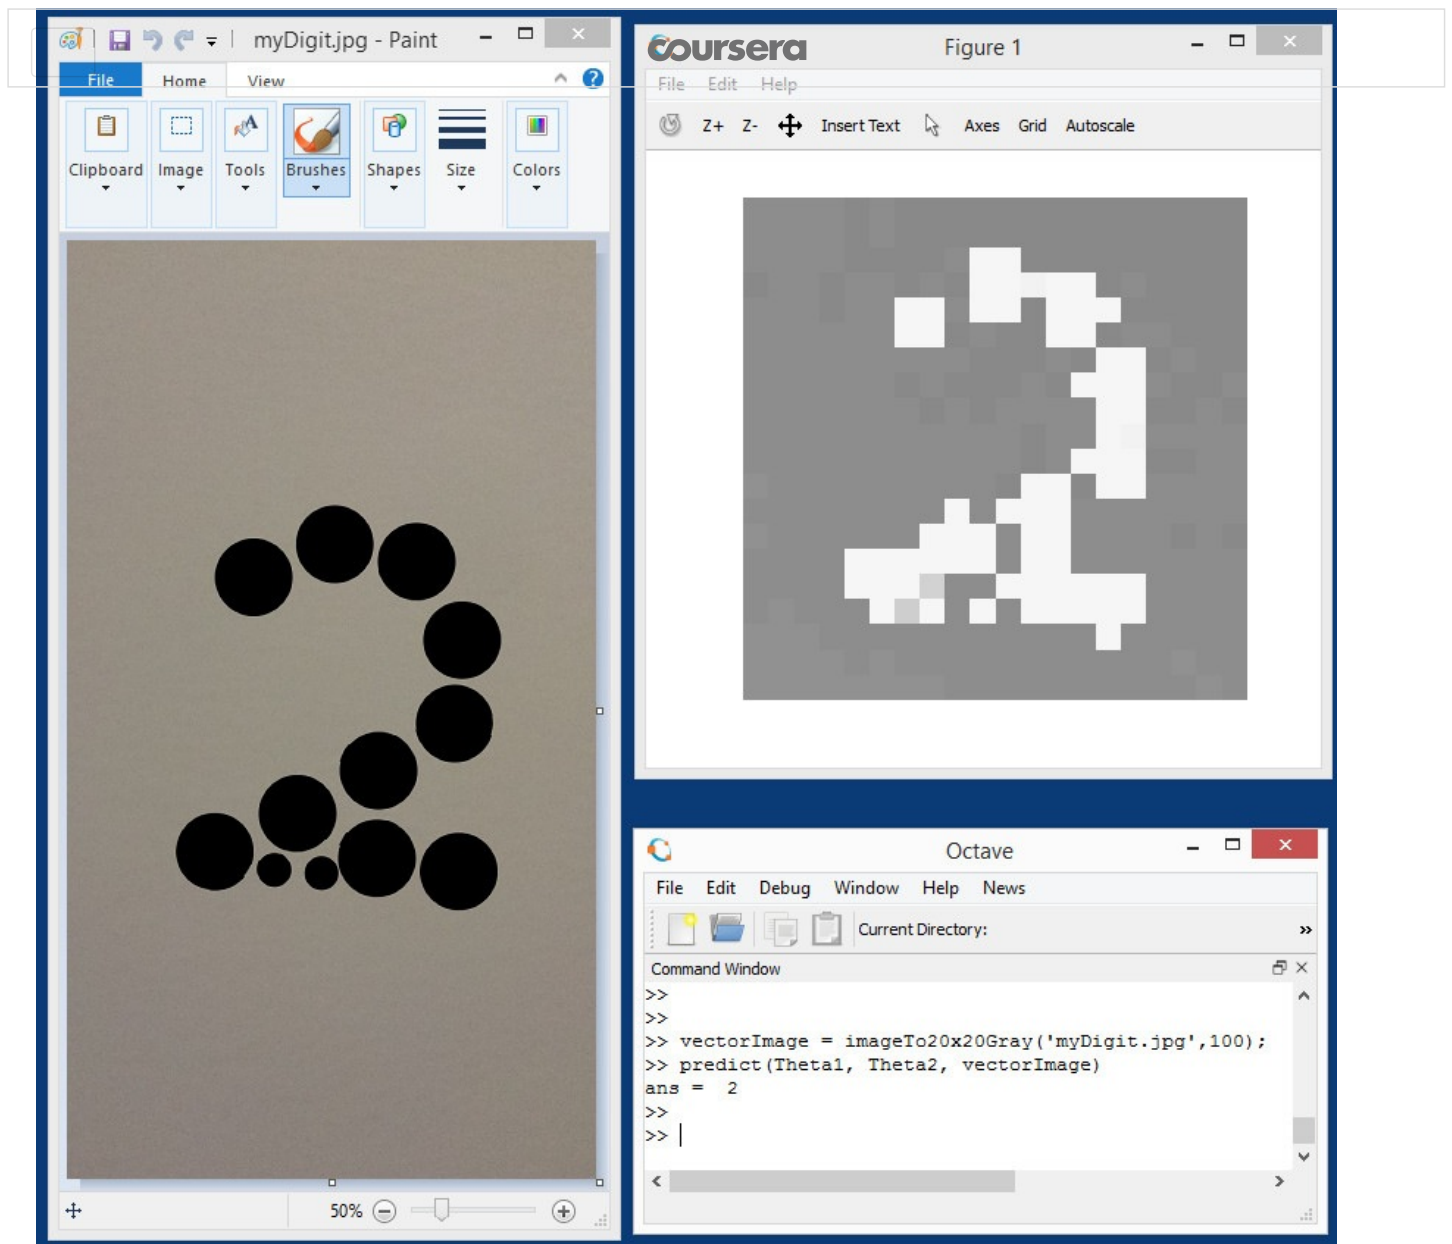 myDigit.jpg - Paint
File Home View
Clipboard Image Tools Brushes Shapes Size Colors
50%
coursera
Figure 1
File Edit Help
Z+ Z- Insert Text Axes Grid Autoscale
Octave
File Edit Debug Window Help News
Current Directory:
Command Window
>>
>>
>> vectorImage = imageTo20x20Gray('myDigit.jpg',100);
>> predict(Theta1, Theta2, vectorImage)
ans = 2
>>
>>